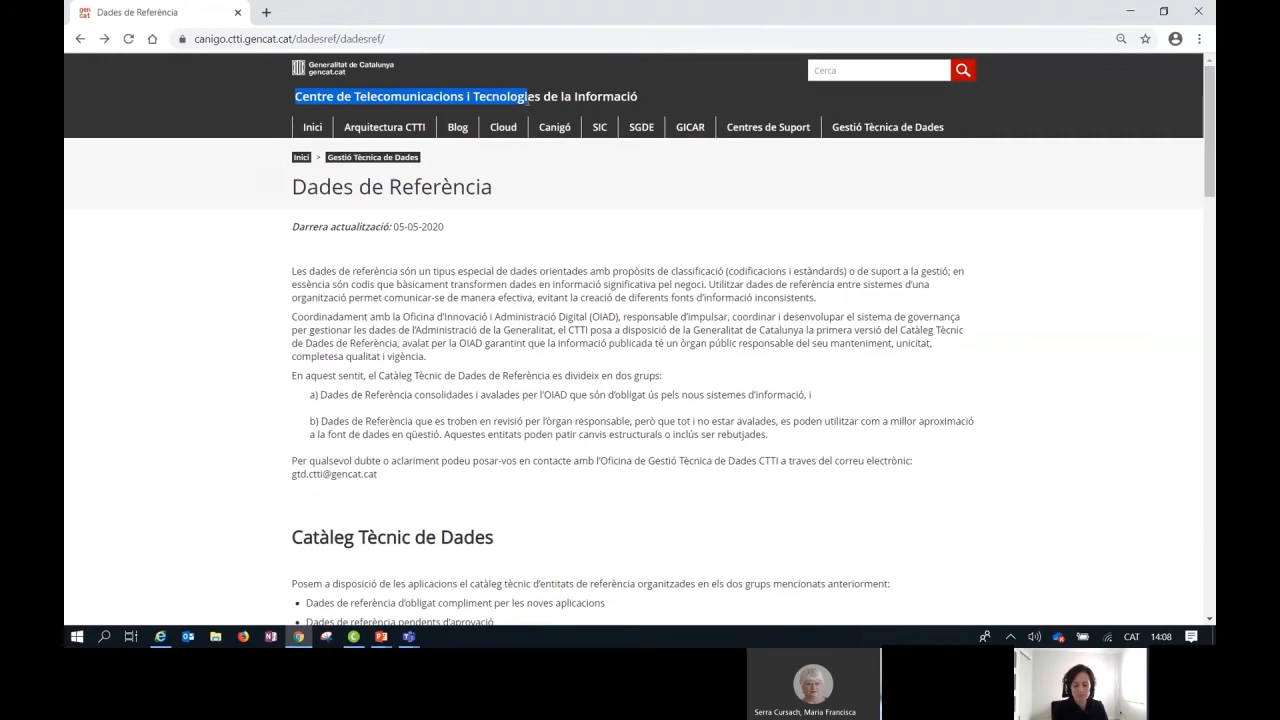 Dades de Referència
canigo.ctti.gencat.cat/dadesref/dadesref/
Generalitat de Catalunya
gencat.cat
Cerca
Centre de Telecomunicacions i Tecnologies de la Informació
Inici Arquitectura CTTI Blog Cloud Canigó SIC SGDE GICAR Centres de Suport Gestió Tècnica de Dades
Inici > Gestió Tècnica de Dades
Dades de Referència
Darrera actualització: 05-05-2020
Les dades de referència són un tipus especial de dades orientades amb propòsits de classificació (codificacions i estàndards) o de suport a la gestió; en
essència són codis que bàsicament transformen dades en informació significativa pel negoci. Utilitzar dades de referència entre sistemes d'una
organització permet comunicar-se de manera efectiva, evitant la creació de diferents fonts d'informació inconsistents.
Coordinadament amb la Oficina d'Innovació i Administració Digital (OIAD), responsable d'impulsar, coordinar i desenvolupar el sistema de governança
per gestionar les dades de l'Administració de la Generalitat, el CTTI posa a disposició de la Generalitat de Catalunya la primera versió del Catàleg Tècnic
de Dades de Referència, avalat per la OIAD garantint que la informació publicada té un òrgan públic responsable del seu manteniment, unicitat,
completesa qualitat i vigència.
En aquest sentit, el Catàleg Tècnic de Dades de Referència es divideix en dos grups:
a) Dades de Referència consolidades i avalades per l'OIAD que són d'obligat ús pels nous sistemes d'informació, i
b) Dades de Referència que es troben en revisió per l'òrgan responsable, però que tot i no estar avalades, es poden utilitzar com a millor aproximació
a la font de dades en qüestió. Aquestes entitats poden patir canvis estructurals o inclús ser rebutjades.
Per qualsevol dubte o aclariment podeu posar-vos en contacte amb l'Oficina de Gestió Tècnica de Dades CTTI a traves del correu electrònic:
gtd.ctti@gencat.cat
Catàleg Tècnic de Dades
Posem a disposició de les aplicacions el catàleg tècnic d'entitats de referència organitzades en els dos grups mencionats anteriorment:
• Dades de referència d'obligat compliment per les noves aplicacions
• Dades de referència pendents d'aprovació
CAT 14:08
Serra Cursach, Maria Francisca